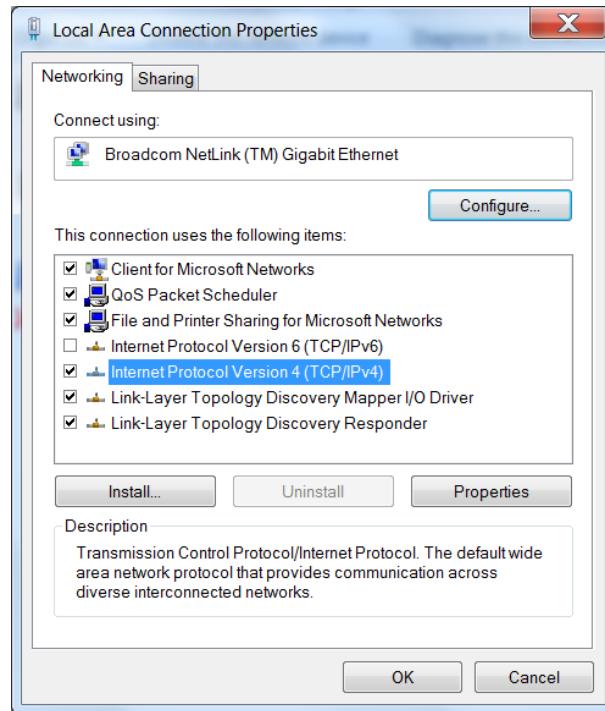 Local Area Connection Properties
Networking
Sharing
Connect using:
Broadcom NetLink (TM) Gigabit Ethernet
Configure...
This connection uses the following items:
Client for Microsoft Networks
QoS Packet Scheduler
File and Printer Sharing for Microsoft Networks
Internet Protocol Version 6 (TCP/IPv6)
Internet Protocol Version 4 (TCP/IPv4)
Link-Layer Topology Discovery Mapper I/O Driver
Link-Layer Topology Discovery Responder
Install...
Uninstall
Properties
Description
Transmission Control Protocol/Internet Protocol. The default wide
area network protocol that provides communication across
diverse interconnected networks.
OK
Cancel